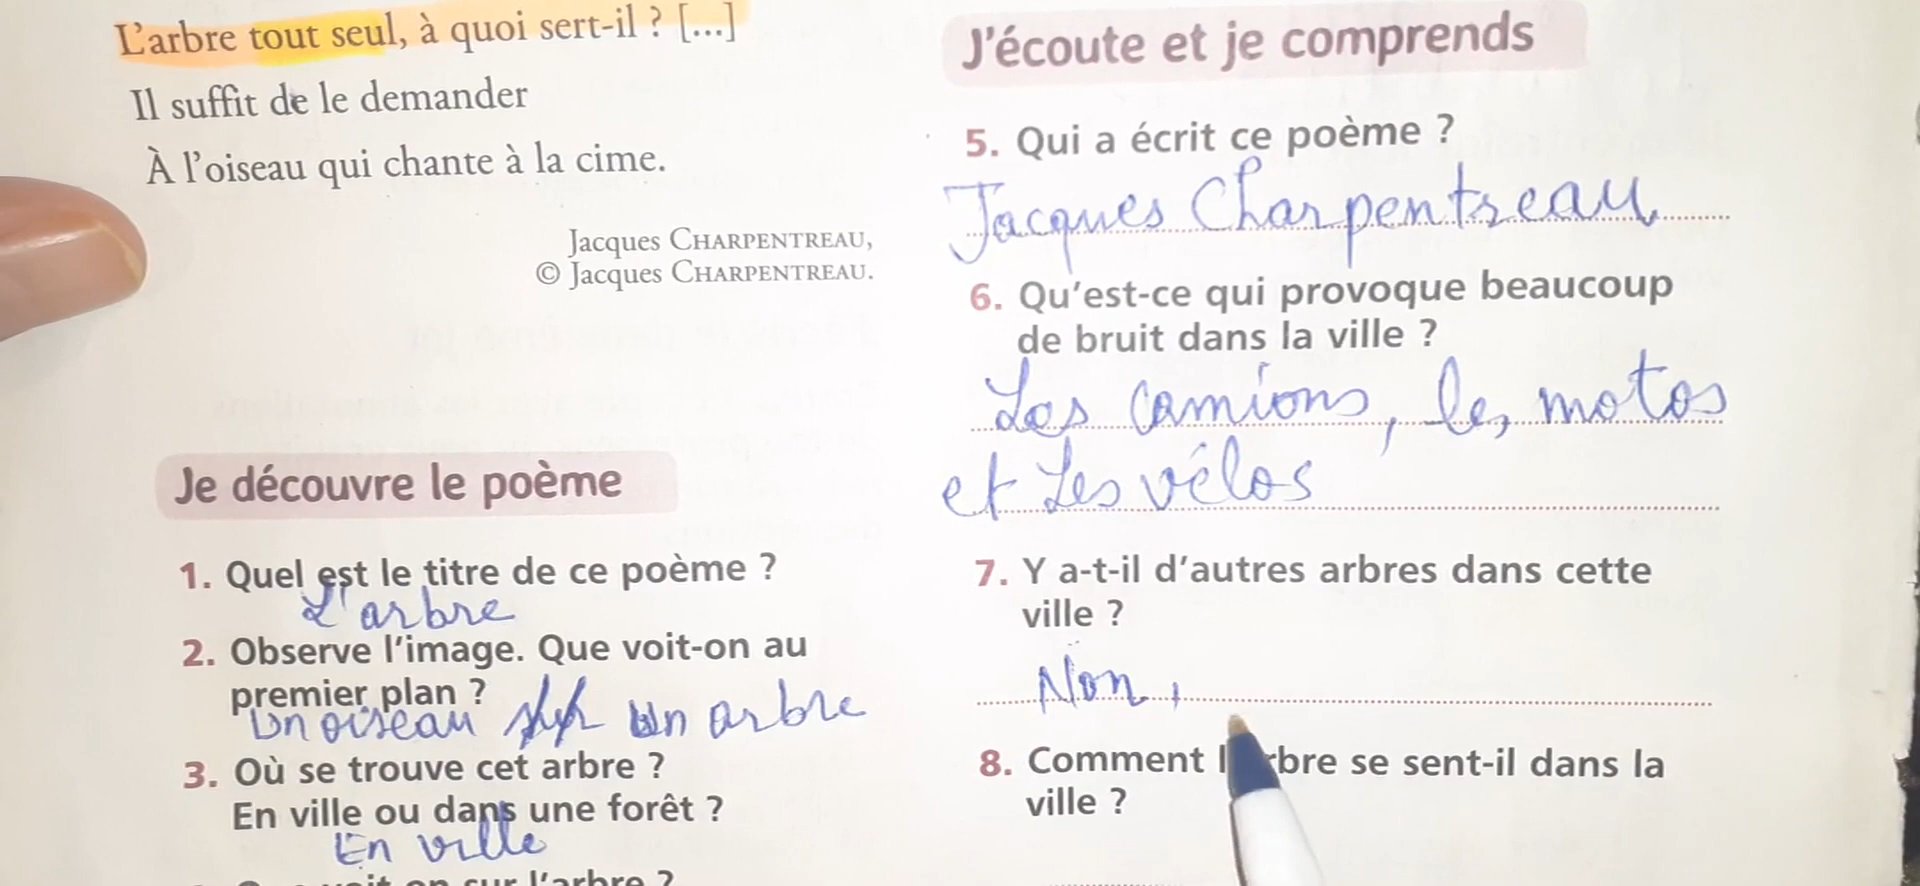 L'arbre tout seul, à quoi sert-il ? [...]
Il suffit de le demander
À l'oiseau qui chante à la cime.
Jacques CHARPENTREAU,
© Jacques CHARPENTREAU.
Je découvre le poème
1. Quel est le titre de ce poème ?
L'arbre
2. Observe l'image. Que voit-on au
premier plan ?
Un oiseau un arbre
3. Où se trouve cet arbre ?
En ville ou dans une forêt ?
En ville
sur l'arbre ?
J'écoute et je comprends
5. Qui a écrit ce poème ?
Jacques Charpentreau
6. Qu'est-ce qui provoque beaucoup
de bruit dans la ville ?
Les camions, les motos
et Les vélos
7. Y a-t-il d'autres arbres dans cette
ville ?
Non,
8. Comment se sent-il dans la
ville ?